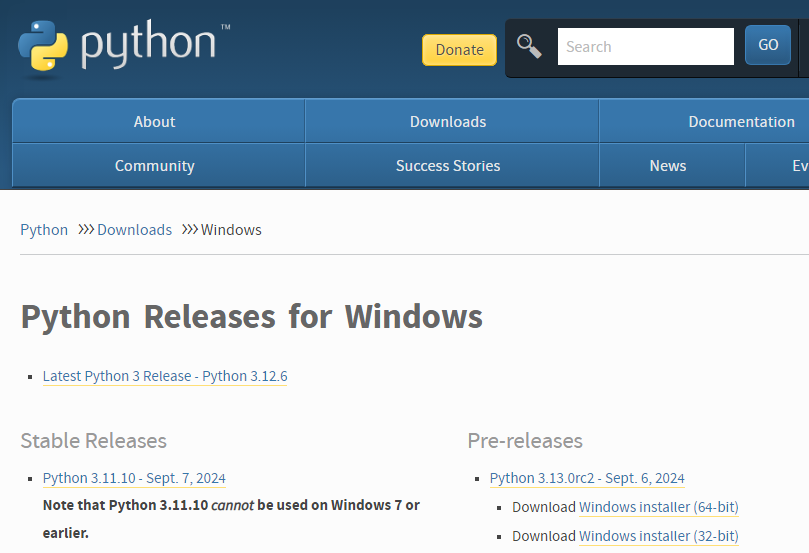 python™
Donate
Search
GO
About
Downloads
Documentation
Community
Success Stories
News
Ev
Python >>> Downloads >>> Windows
Python Releases for Windows
Latest Python 3 Release - Python 3.12.6
Stable Releases
Python 3.11.10 - Sept. 7, 2024
Note that Python 3.11.10 cannot be used on Windows 7 or
earlier.
Pre-releases
Python 3.13.0rc2 - Sept. 6, 2024
Download Windows installer (64-bit)
Download Windows installer (32-bit)